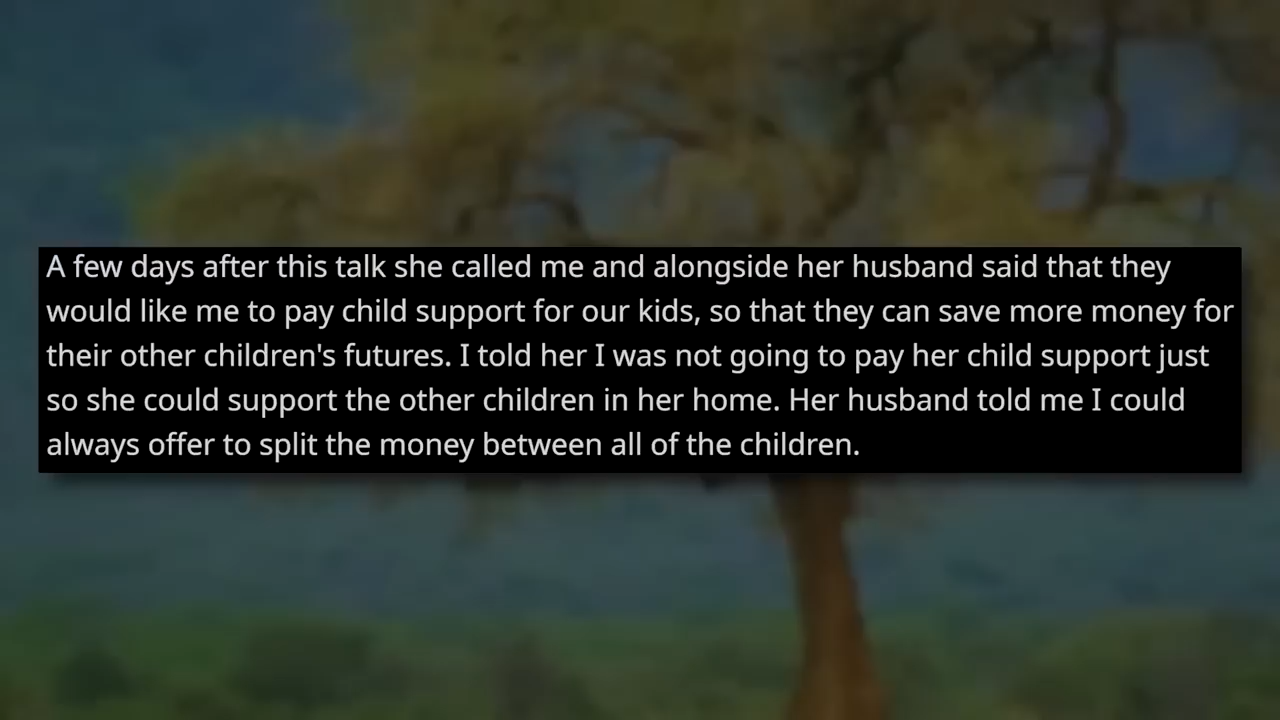 A few days after this talk she called me and alongside her husband said that they
would like me to pay child support for our kids, so that they can save more money for
their other children's futures. I told her I was not going to pay her child support just
so she could support the other children in her home. Her husband told me I could
always offer to split the money between all of the children.